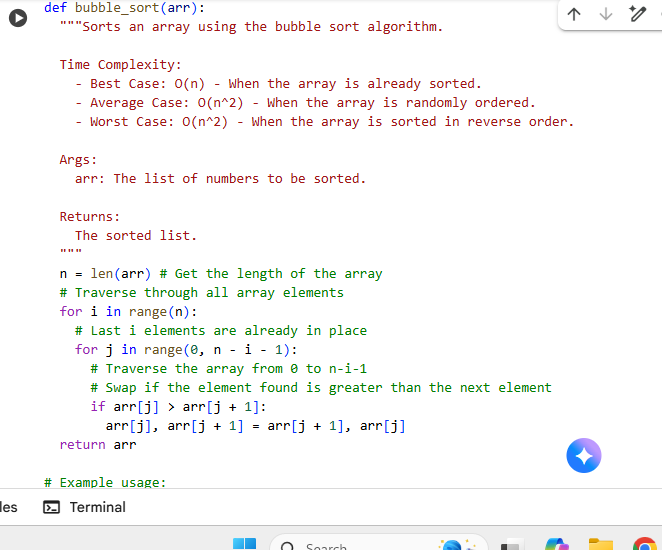 def bubble_sort(arr):
  """Sorts an array using the bubble sort algorithm.

  Time Complexity:
    - Best Case: O(n) - When the array is already sorted.
    - Average Case: O(n^2) - When the array is randomly ordered.
    - Worst Case: O(n^2) - When the array is sorted in reverse order.

  Args:
    arr: The list of numbers to be sorted.

  Returns:
    The sorted list.
  """
  n = len(arr) # Get the length of the array
  # Traverse through all array elements
  for i in range(n):
    # Last i elements are already in place
    for j in range(0, n - i - 1):
      # Traverse the array from 0 to n-i-1
      # Swap if the element found is greater than the next element
      if arr[j] > arr[j + 1]:
        arr[j], arr[j + 1] = arr[j + 1], arr[j]
  return arr

# Example usage:
les Terminal
Search